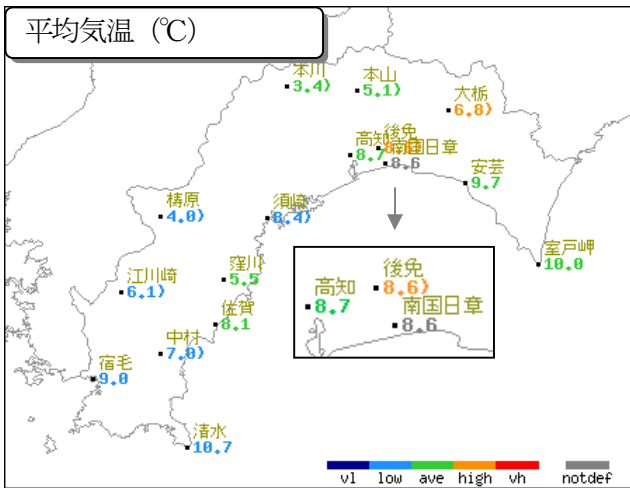 平均気温 (℃)
本川
3.4)
本山
5.1)
大栃
6.8)
高知
8.7
後免
8.6)
南国日章
8.6
安芸
9.7
梼原
4.0)
須崎
8.4)
室戸岬
10.0
江川崎
6.1)
窪川
5.5
佐賀
8.1
中村
7.0)
宿毛
9.0
清水
10.7
後免
8.6)
高知
8.7
南国日章
8.6
vl low ave high vh notdef